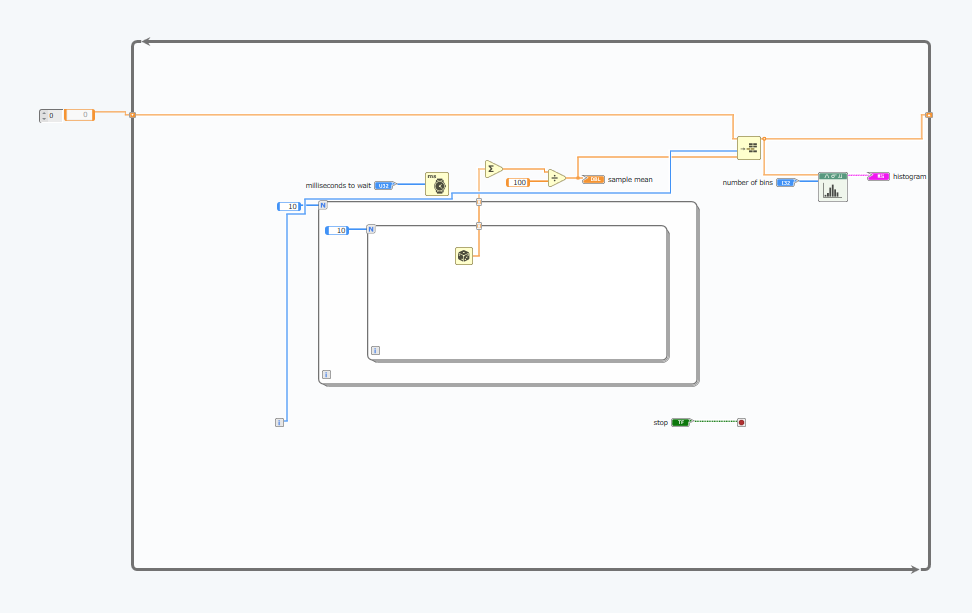 0
0
ms
Σ
milliseconds to wait
U32
100
÷
DBL
sample mean
number of bins
I32
histogram
10
N
10
N
i
i
i
stop
TF